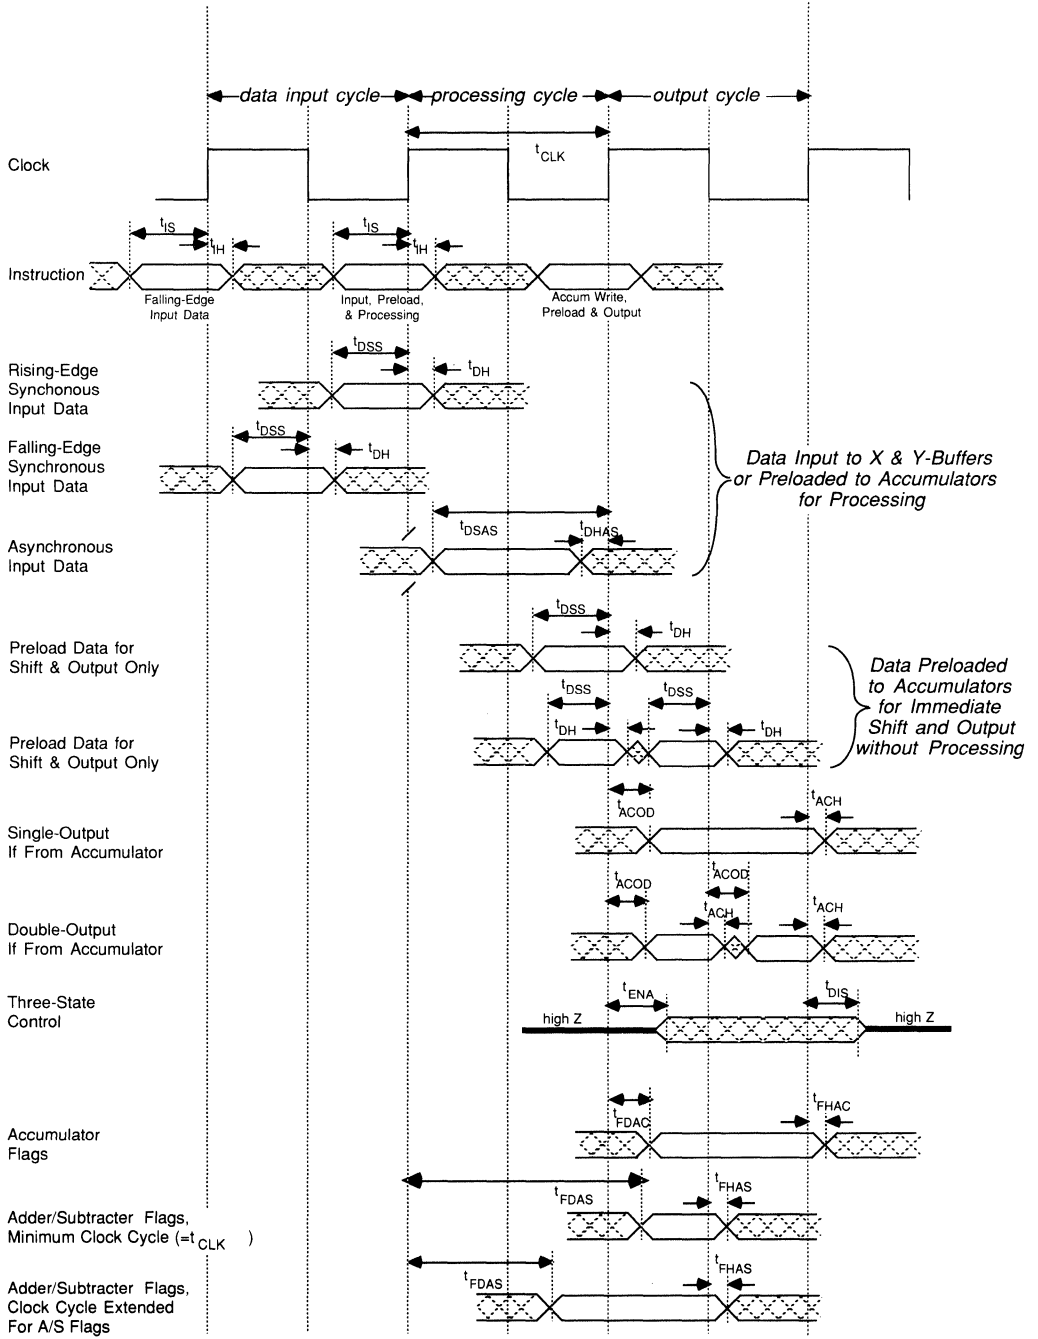 data input cycle processing cycle output cycle
Clock
tCLK
tIS tIS
tIH tIH
Instruction
Falling-Edge
Input Data
Input, Preload,
& Processing
Accum Write,
Preload & Output
tDSS
Rising-Edge
Synchonous
Input Data
tDH
tDSS
Falling-Edge
Synchronous
Input Data
tDH
Data Input to X & Y-Buffers
or Preloaded to Accumulators
for Processing
tDSAS tDHAS
Asynchronous
Input Data
tDSS
tDH
Preload Data for
Shift & Output Only
Data Preloaded
to Accumulators
for Immediate
Shift and Output
without Processing
tDSS tDSS
tDH tDH
Preload Data for
Shift & Output Only
tACOD tACH
Single-Output
If From Accumulator
tACOD tACOD
tACH tACH
Double-Output
If From Accumulator
tENA tDIS
Three-State
Control
high Z high Z
tFDAC tFHAC
Accumulator
Flags
tFDAS tFHAS
Adder/Subtracter Flags,
Minimum Clock Cycle (=tCLK )
tFDAS tFHAS
Adder/Subtracter Flags,
Clock Cycle Extended
For A/S Flags